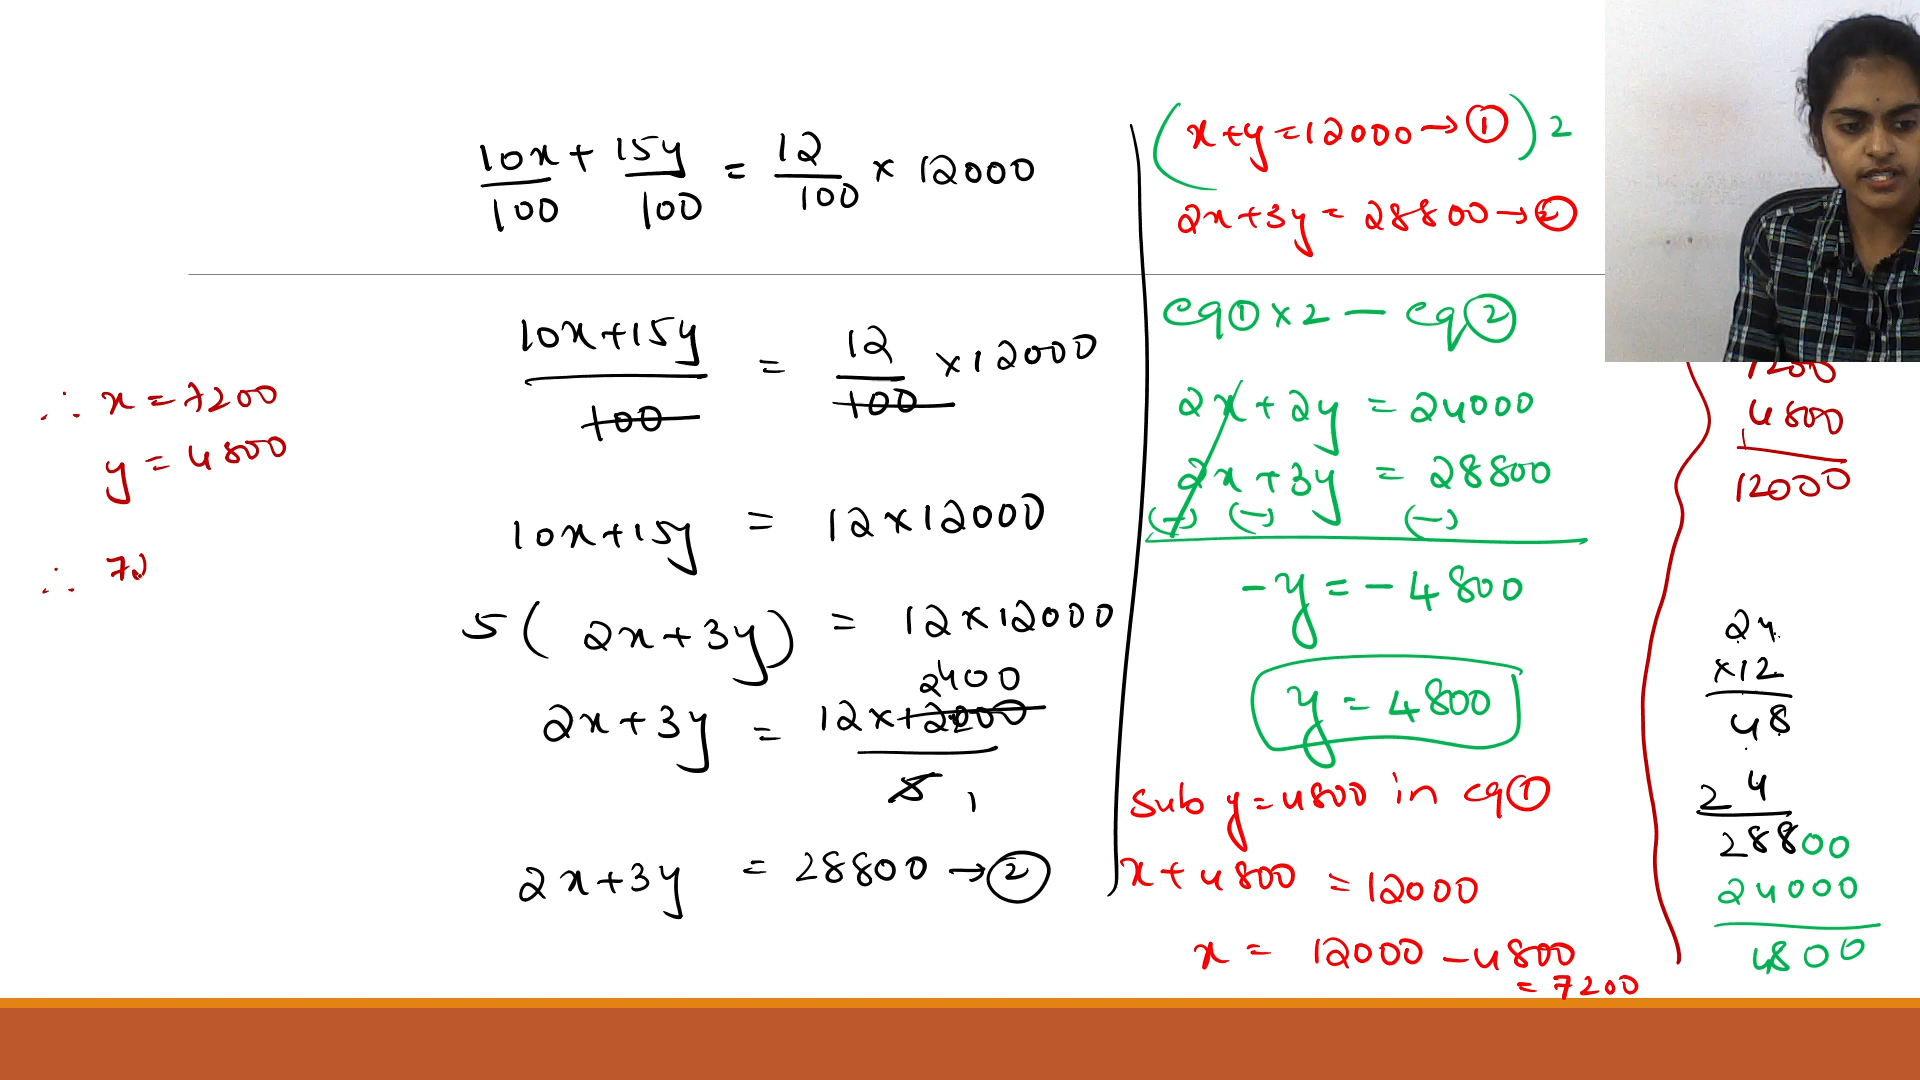 10x/100 + 15y/100 = 12/100 × 12000
10x+15y/100 = 12/100 ×12000
10x+15y = 12×12000
5(2x+3y) = 12×12000
2400
2x+3y = 12×12000/5 1
2x+3y = 28800 → ②
∴ x = 7200
y = 4800
∴ 72
(x+y=12000→①)2
2x+3y = 28800→②
eq①×2 − eq②
2x+2y = 24000
2x+3y = 28800
(−) (−) (−)
-y = -4800
y = 4800
Sub y=4800 in eq①
x+4800 = 12000
x = 12000 −4800
= 7200
7200
4800
12000
24
×12
48
24
28800
24000
4800